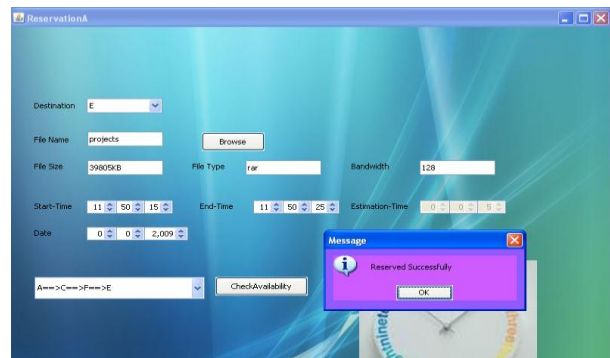 ReservationA
Destination E
File Name projects Browse
File Size 39805KB File Type rar Bandwidth 128
Start-Time 11 50 15 End-Time 11 50 25 Estimation-Time 0 0 5
Date 0 0 2,009
Message
Reserved Successfully
OK
A==>C==>F==>E CheckAvailability
three
numninete